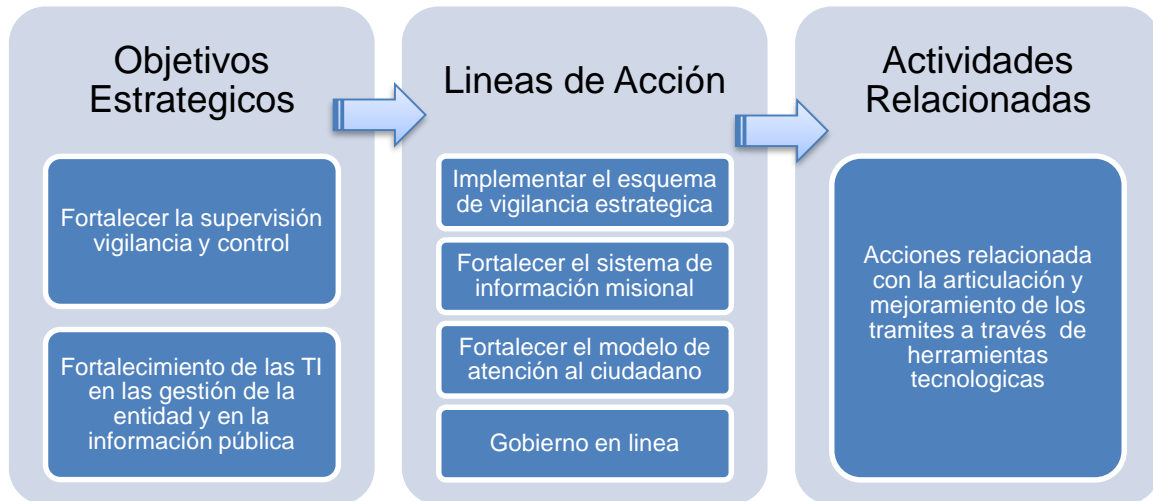 Objetivos
Estrategicos
Fortalecer la supervisión
vigilancia y control
Fortalecimiento de las TI
en las gestión de la
entidad y en la
información pública
Lineas de Acción
Implementar el esquema
de vigilancia estrategica
Fortalecer el sistema de
información misional
Fortalecer el modelo de
atención al ciudadano
Gobierno en linea
Actividades
Relacionadas
Acciones relacionada
con la articulación y
mejoramiento de los
tramites a través de
herramientas
tecnologicas